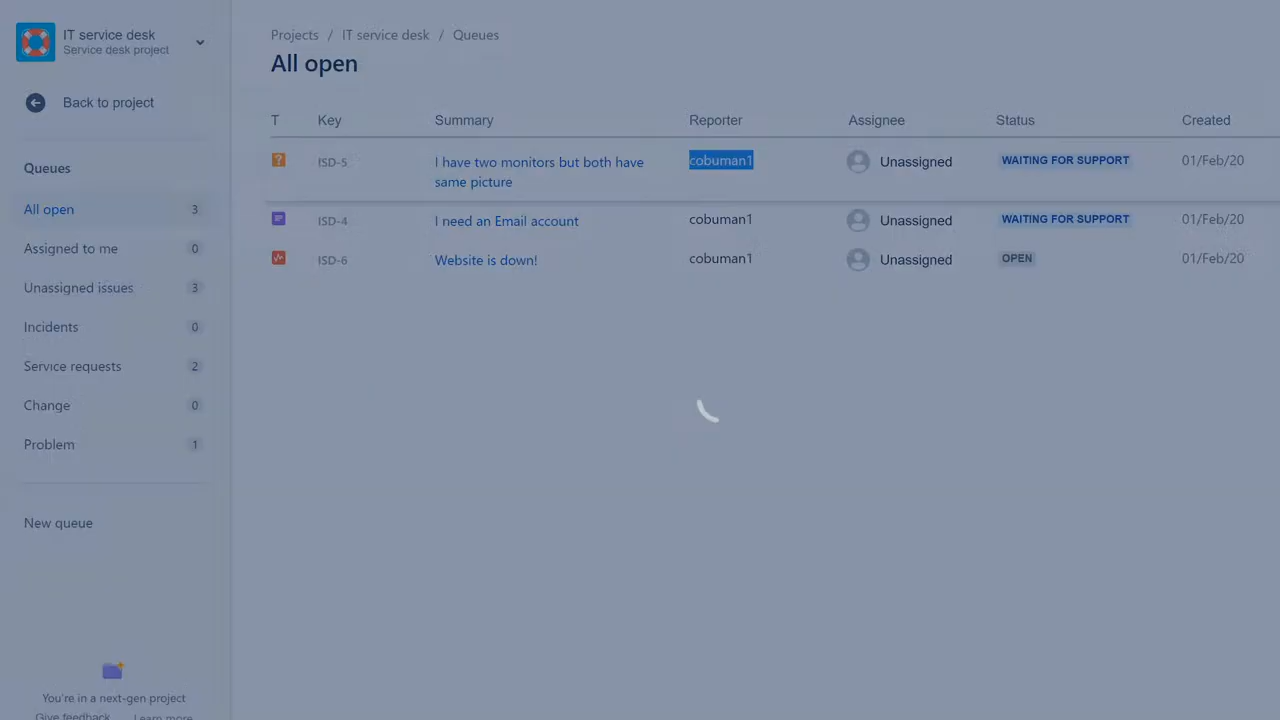 IT service desk
Service desk project
Back to project
Queues
All open 3
Assigned to me 0
Unassigned issues 3
Incidents 0
Service requests 2
Change 0
Problem 1
New queue
You're in a next-gen project
Give feedback Learn more
Projects / IT service desk / Queues
All open
T Key Summary Reporter Assignee Status Created
ISD-5 I have two monitors but both have cobuman1 Unassigned WAITING FOR SUPPORT 01/Feb/20
same picture
ISD-4 I need an Email account cobuman1 Unassigned WAITING FOR SUPPORT 01/Feb/20
ISD-6 Website is down! cobuman1 Unassigned OPEN 01/Feb/20